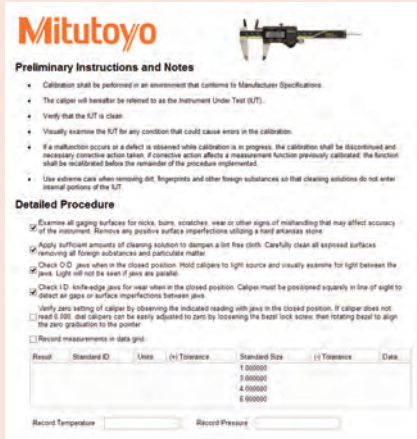 Mitutoyo
Preliminary Instructions and Notes
• Calibration shall be performed in an environment that conforms to Manufacturer Specifications.
• The caliper will hereafter be referred to as the Instrument Under Test (IUT).
• Verify that the IUT is clean.
• Visually examine the IUT for any condition that could cause errors in the calibration.
• If a malfunction occurs or a defect is observed while calibration is in progress, the calibration shall be discontinued and
necessary corrective action taken; if corrective action affects a measurement function previously calibrated, the function
shall be recalibrated before the remainder of the procedure implemented.
• Use extreme care when removing dirt, fingerprints and other foreign substances so that cleaning solutions do not enter
internal portions of the IUT.
Detailed Procedure
Examine all gaging surfaces for nicks, burrs, scratches, wear or other signs of mishandling that may affect accuracy
of the instrument. Remove any positive surface imperfections utilizing a hard arkansas stone.
Apply sufficient amounts of cleaning solution to dampen a lint free cloth. Carefully clean all exposed surfaces
removing all foreign substances and particulate matter.
Check O.D. jaws when in the closed position. Hold calipers to light source and visually examine for light between the
jaws. Light will not be seen if jaws are parallel.
Check I.D. knife-edge jaws for wear when in the closed position. Caliper must be positioned squarely in line of sight to
detect air gaps or surface imperfections between jaws.
Verify zero setting of caliper by observing the indicated reading with jaws in the closed position. If caliper does not
read 0.000, dial calipers can be easily adjusted to zero by loosening the bezel lock screw, then rotating bezel to align
the zero graduation to the pointer
Record measurements in data grid
Result Standard ID Units (+) Tolerance Standard Size (-) Tolerance Data
1.000000
3.000000
4.000000
6.000000
Record Temperature Record Pressure